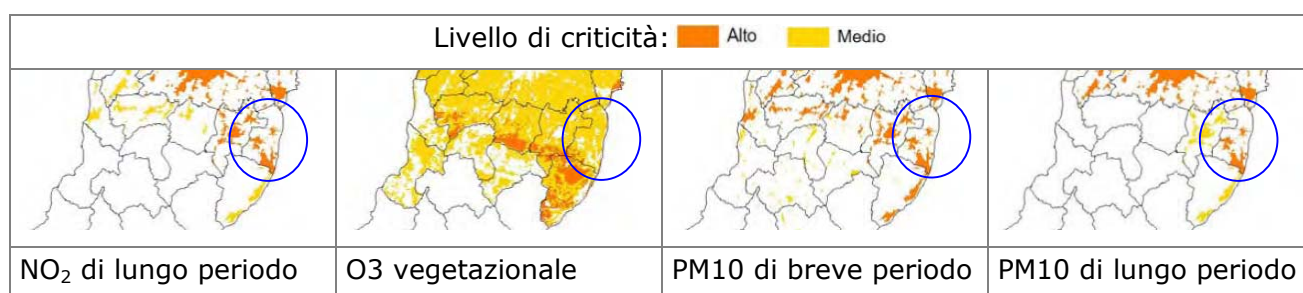 Livello di criticità: Alto Medio
NO₂ di lungo periodo
O3 vegetazionale
PM10 di breve periodo
PM10 di lungo periodo